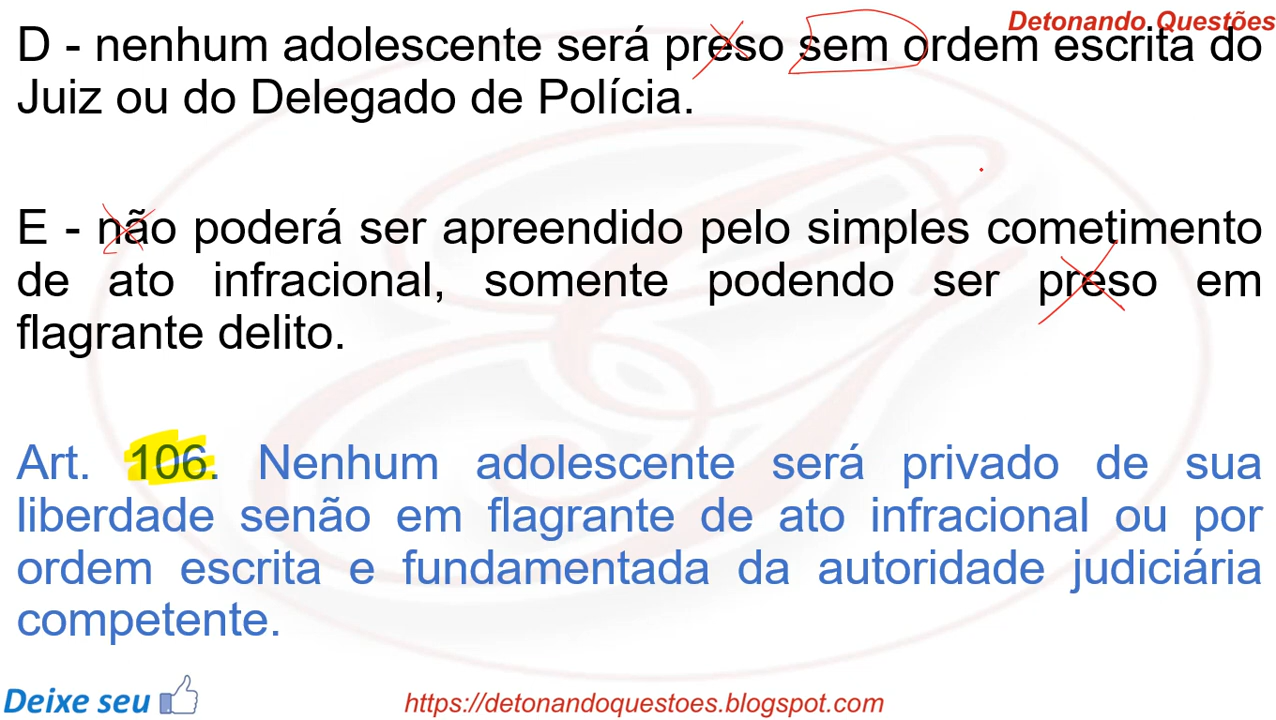 Detonando Questões
D - nenhum adolescente será preso sem ordem escrita do
Juiz ou do Delegado de Polícia.
E - não poderá ser apreendido pelo simples cometimento
de ato infracional, somente podendo ser preso em
flagrante delito.
Art. 106. Nenhum adolescente será privado de sua
liberdade senão em flagrante de ato infracional ou por
ordem escrita e fundamentada da autoridade judiciária
competente.
Deixe seu
https://detonandoquestoes.blogspot.com